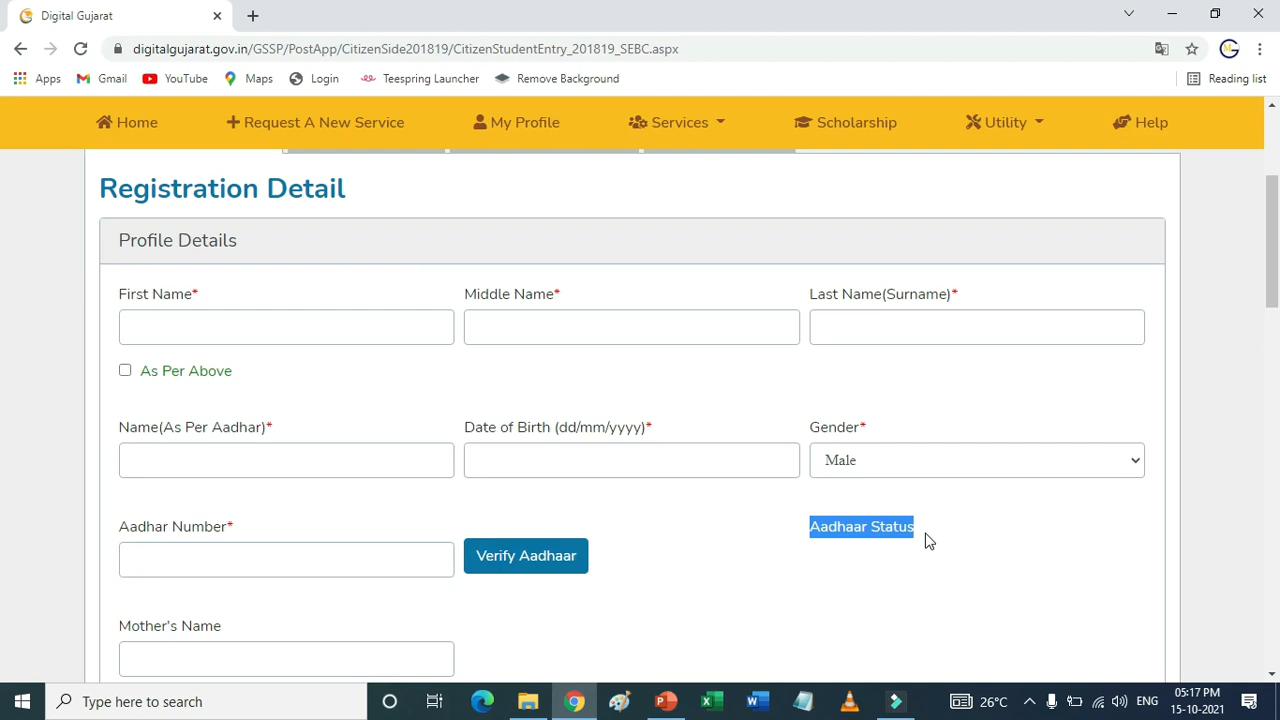 Digital Gujarat
digitalgujarat.gov.in/GSSP/PostApp/CitizenSide201819/CitizenStudentEntry_201819_SEBC.aspx
Apps Gmail YouTube Maps Login Teespring Launcher Remove Background Reading list
Home Request A New Service My Profile Services Scholarship Utility Help
Registration Detail
Profile Details
First Name* Middle Name* Last Name(Surname)*
As Per Above
Name(As Per Aadhar)* Date of Birth (dd/mm/yyyy)* Gender*
Male
Aadhar Number* Aadhaar Status
Verify Aadhaar
Mother's Name
Type here to search 26°C ENG 05:17 PM
15-10-2021